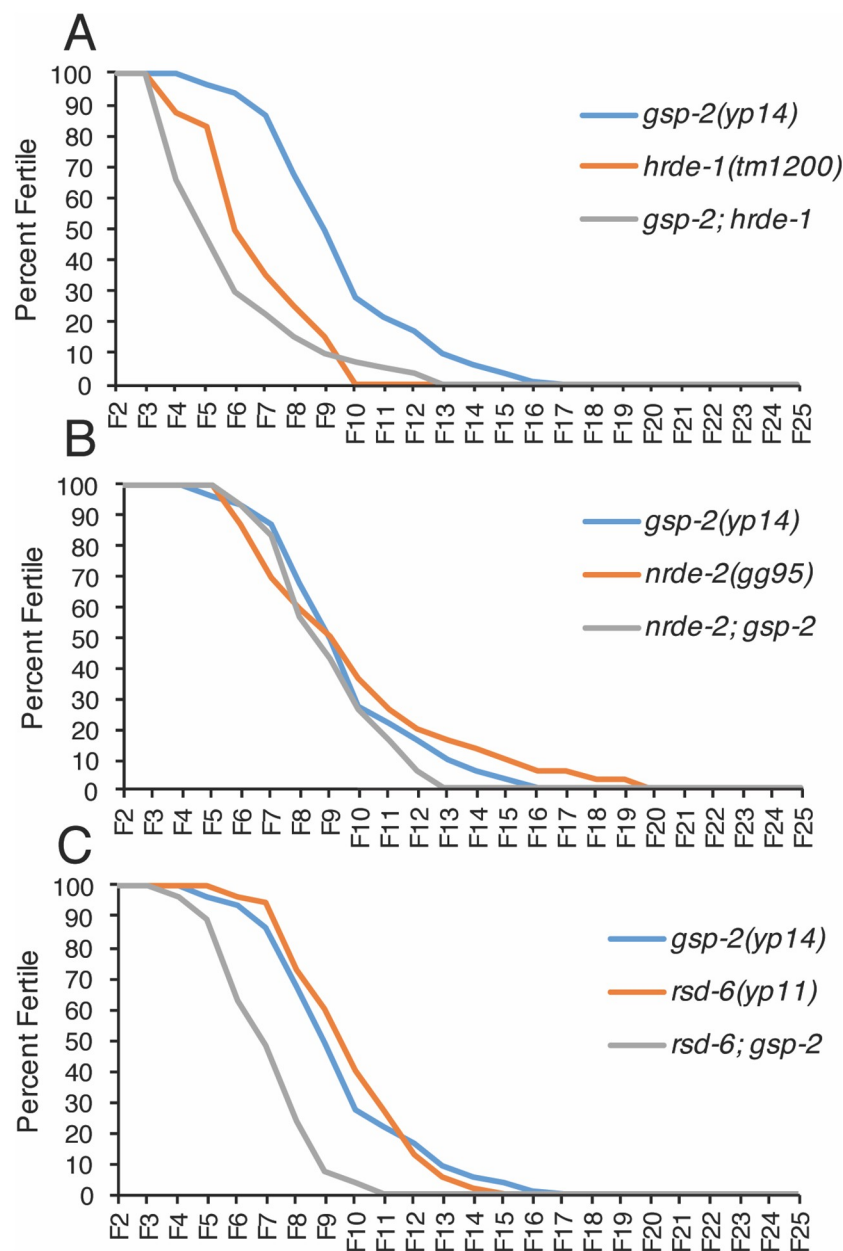 A
Percent Fertile
100
90
80
70
60
50
40
30
20
10
0
gsp-2(yp14)
hrde-1(tm1200)
gsp-2; hrde-1
F2 F3 F4 F5 F6 F7 F8 F9 F10 F11 F12 F13 F14 F15 F16 F17 F18 F19 F20 F21 F22 F23 F24 F25
B
Percent Fertile
100
90
80
70
60
50
40
30
20
10
0
gsp-2(yp14)
nrde-2(gg95)
nrde-2; gsp-2
F2 F3 F4 F5 F6 F7 F8 F9 F10 F11 F12 F13 F14 F15 F16 F17 F18 F19 F20 F21 F22 F23 F24 F25
C
Percent Fertile
100
90
80
70
60
50
40
30
20
10
0
gsp-2(yp14)
rsd-6(yp11)
rsd-6; gsp-2
F2 F3 F4 F5 F6 F7 F8 F9 F10 F11 F12 F13 F14 F15 F16 F17 F18 F19 F20 F21 F22 F23 F24 F25